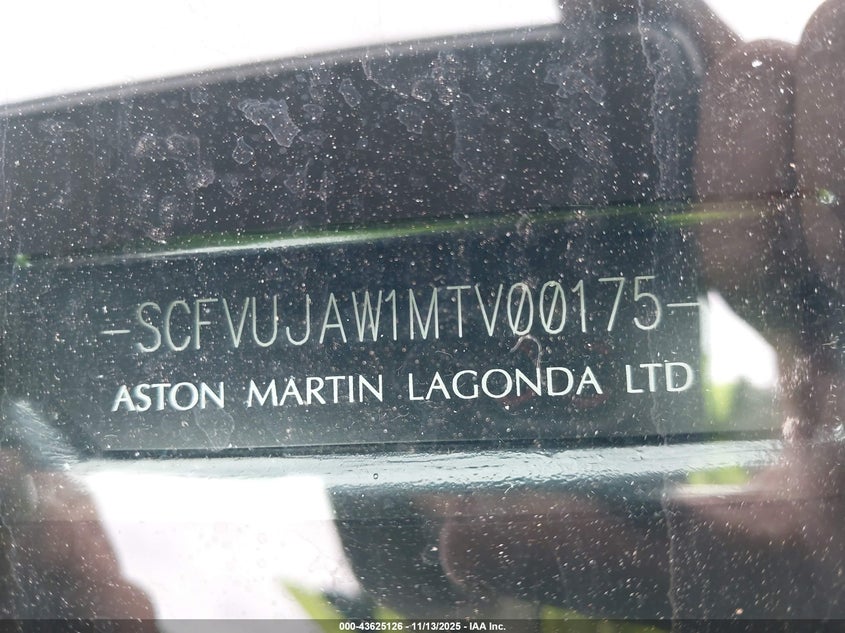 -SCFVUJAW1MTV00175-
ASTON MARTIN LAGONDA LTD
000-43625126 - 11/13/2025 - IAA Inc.